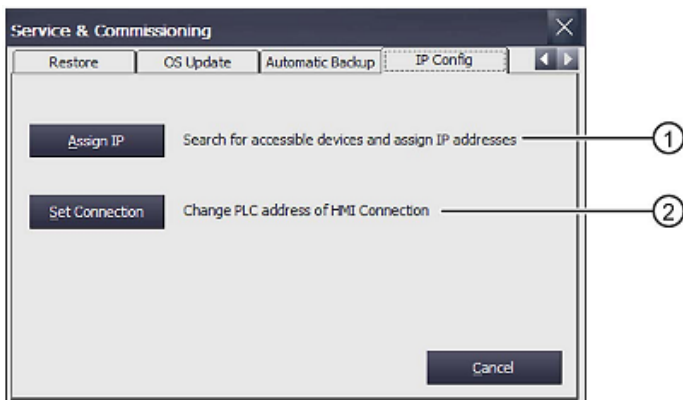 Service & Commissioning
Restore
OS Update
Automatic Backup
IP Config
Assign IP
Search for accessible devices and assign IP addresses
1
Set Connection
Change PLC address of HMI Connection
2
Cancel